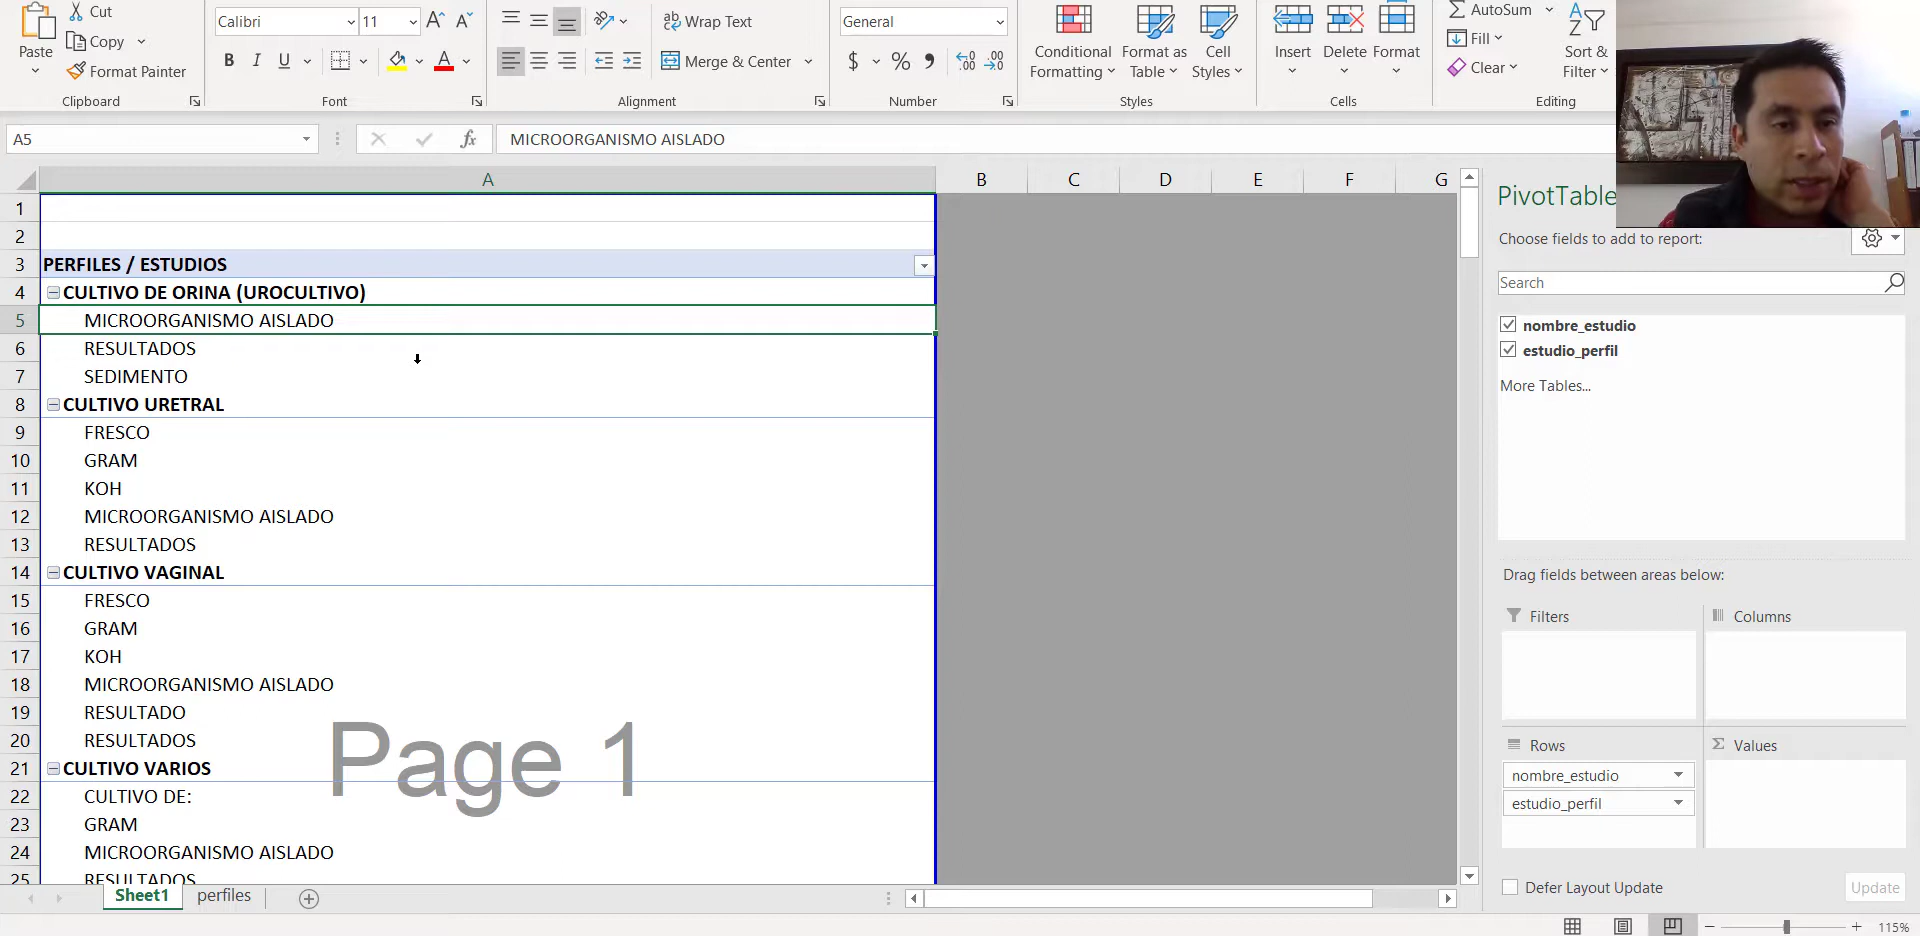 Cut
Calibri
11
Wrap Text
General
AutoSum
Copy
Fill
Paste
B I U
Merge & Center
$ %
Conditional Formatting
Format as Table
Cell Styles
Insert
Delete
Format
Clear
Sort & Filter
Format Painter
Clipboard
Font
Alignment
Number
Styles
Cells
Editing
A5
fx
MICROORGANISMO AISLADO
A B C D E F G
1
2
3 PERFILES / ESTUDIOS
4 CULTIVO DE ORINA (UROCULTIVO)
5 MICROORGANISMO AISLADO
6 RESULTADOS
7 SEDIMENTO
8 CULTIVO URETRAL
9 FRESCO
10 GRAM
11 KOH
12 MICROORGANISMO AISLADO
13 RESULTADOS
14 CULTIVO VAGINAL
15 FRESCO
16 GRAM
17 KOH
18 MICROORGANISMO AISLADO
19 RESULTADO
20 RESULTADOS
21 CULTIVO VARIOS
22 CULTIVO DE:
23 GRAM
24 MICROORGANISMO AISLADO
25 RESULTADOS
Page 1
Sheet1
perfiles
PivotTable
Choose fields to add to report:
Search
nombre_estudio
estudio_perfil
More Tables...
Drag fields between areas below:
Filters
Columns
Rows
Values
nombre_estudio
estudio_perfil
Defer Layout Update
Update
115%